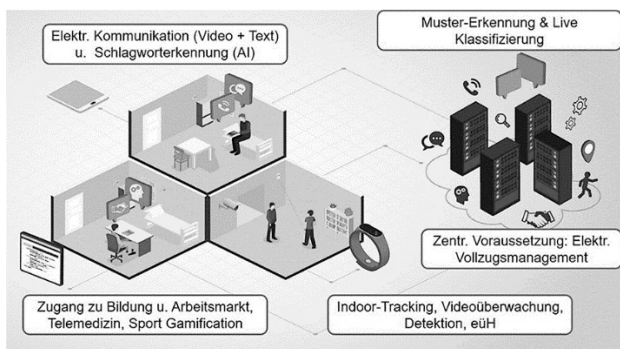 Elektr. Kommunikation (Video + Text)
u. Schlagworterkennung (AI)
Muster-Erkennung & Live
Klassifizierung
Zentr. Voraussetzung: Elektr.
Vollzugsmanagement
Zugang zu Bildung u. Arbeitsmarkt,
Telemedizin, Sport Gamification
Indoor-Tracking, Videoüberwachung,
Detektion, eüH